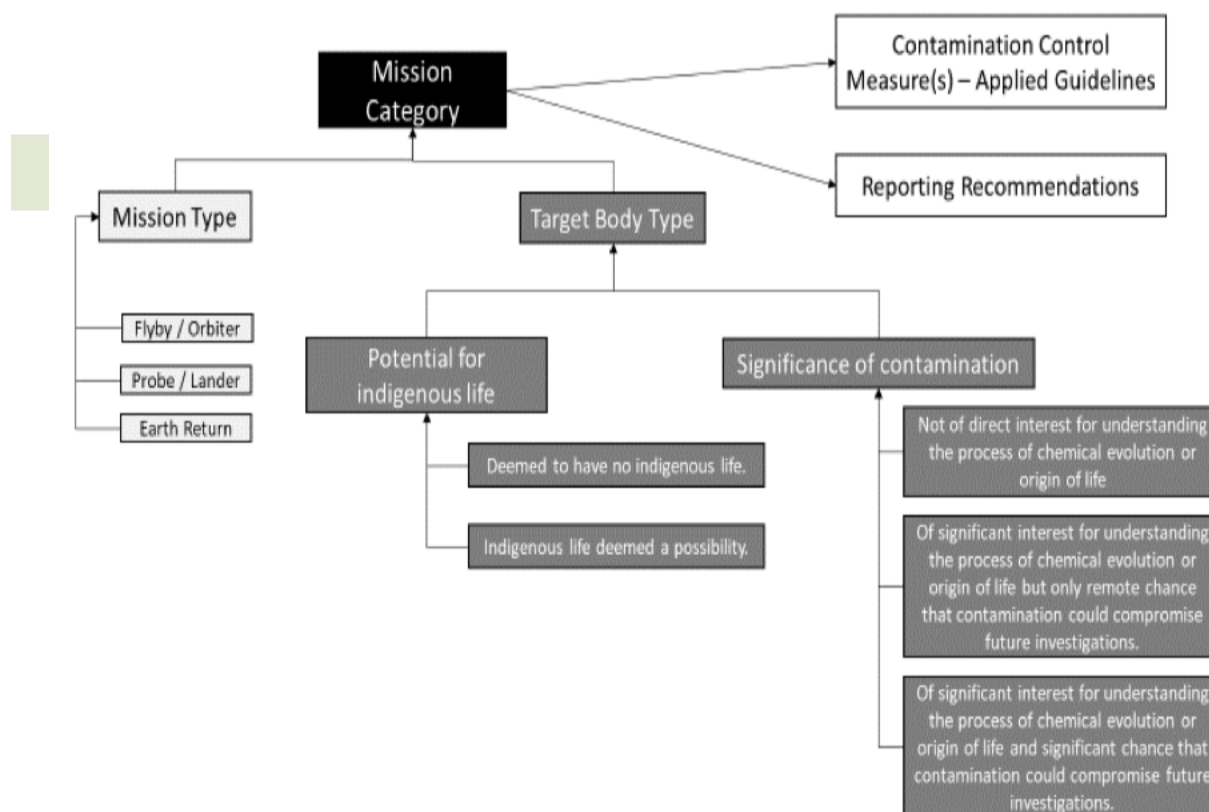 Mission
Category
Contamination Control
Measure(s) – Applied Guidelines
Reporting Recommendations
Mission Type
Target Body Type
Flyby / Orbiter
Probe / Lander
Earth Return
Potential for
indigenous life
Significance of contamination
Deemed to have no indigenous life.
Indigenous life deemed a possibility.
Not of direct interest for understanding
the process of chemical evolution or
origin of life
Of significant interest for understanding
the process of chemical evolution or
origin of life but only remote chance
that contamination could compromise
future investigations.
Of significant interest for understanding
the process of chemical evolution or
origin of life and significant chance that
contamination could compromise future
investigations.